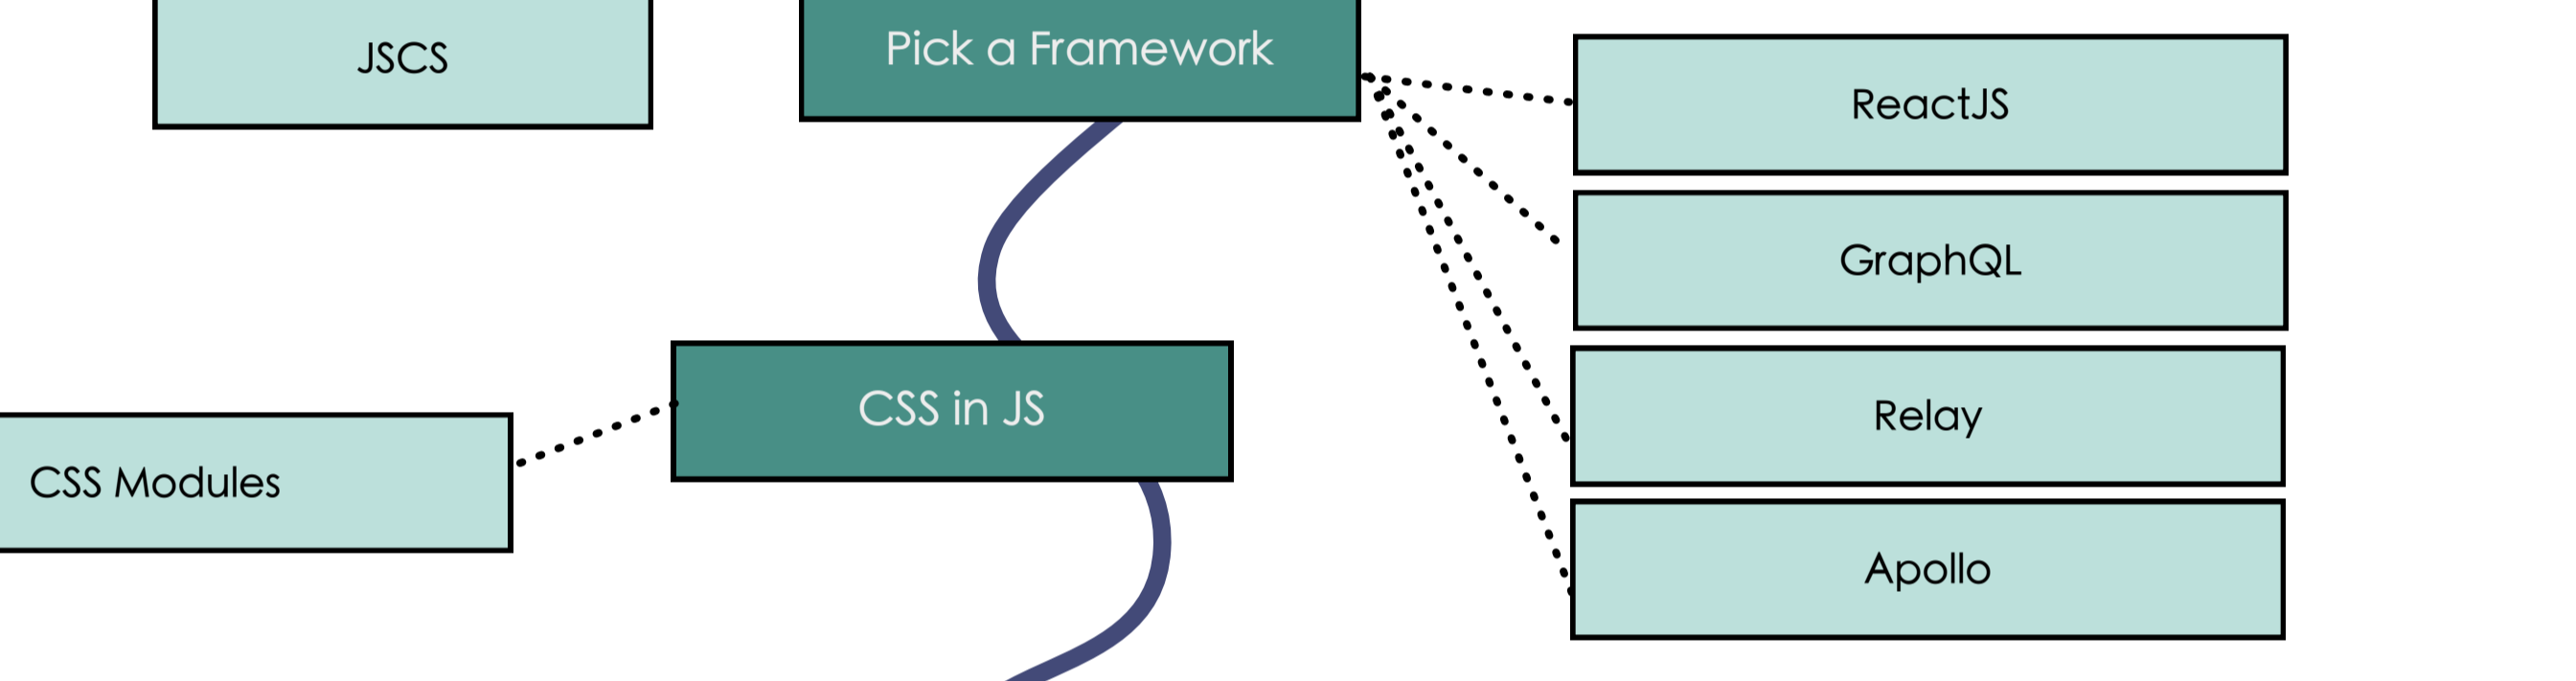 JSCS
Pick a Framework
ReactJS
GraphQL
CSS in JS
Relay
CSS Modules
Apollo